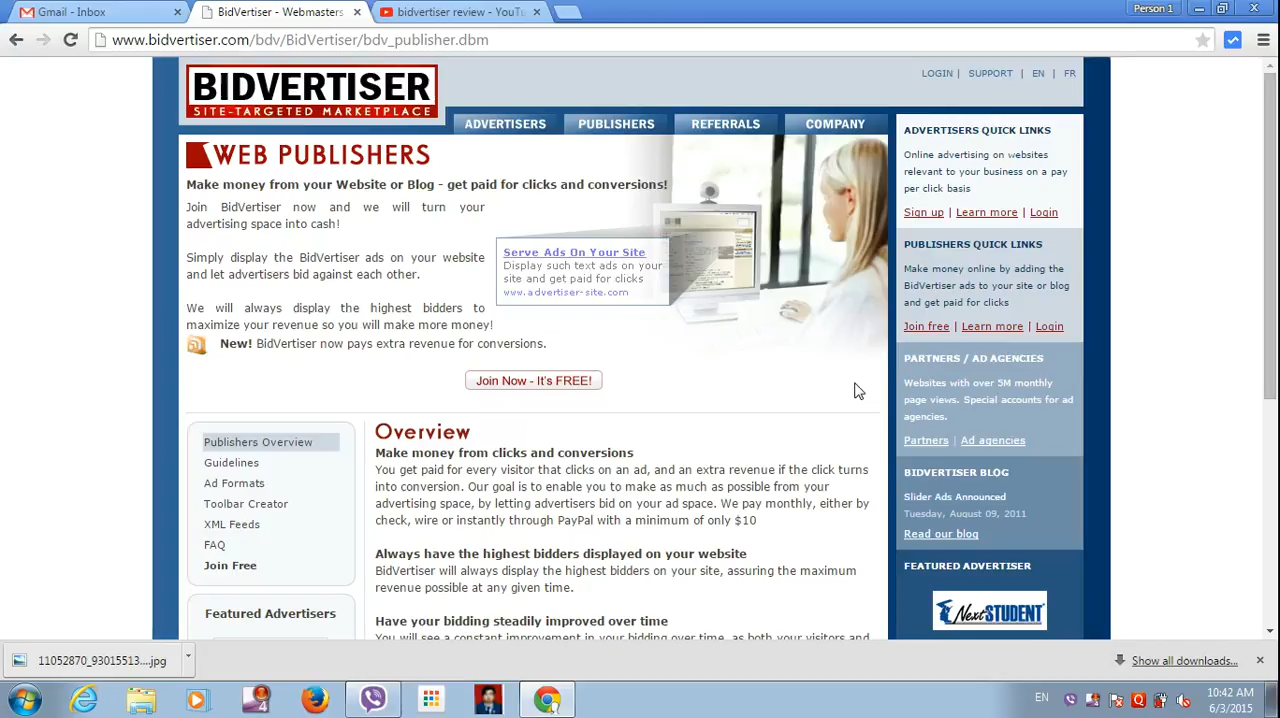 Gmail - Inbox
BidVertiser - Webmasters
bidvertiser review - YouTu
Person 1
www.bidvertiser.com/bdv/BidVertiser/bdv_publisher.dbm
BIDVERTISER
SITE-TARGETED MARKETPLACE
LOGIN | SUPPORT | EN | FR
ADVERTISERS PUBLISHERS REFERRALS COMPANY
WEB PUBLISHERS
Make money from your Website or Blog - get paid for clicks and conversions!
Join BidVertiser now and we will turn your
advertising space into cash!
Simply display the BidVertiser ads on your website
and let advertisers bid against each other.
We will always display the highest bidders to
maximize your revenue so you will make more money!
New! BidVertiser now pays extra revenue for conversions.
Serve Ads On Your Site
Display such text ads on your
site and get paid for clicks
www.advertiser-site.com
Join Now - It's FREE!
Publishers Overview
Guidelines
Ad Formats
Toolbar Creator
XML Feeds
FAQ
Join Free
Featured Advertisers
Overview
Make money from clicks and conversions
You get paid for every visitor that clicks on an ad, and an extra revenue if the click turns
into conversion. Our goal is to enable you to make as much as possible from your
advertising space, by letting advertisers bid on your ad space. We pay monthly, either by
check, wire or instantly through PayPal with a minimum of only $10
Always have the highest bidders displayed on your website
BidVertiser will always display the highest bidders on your site, assuring the maximum
revenue possible at any given time.
Have your bidding steadily improved over time
You will see a constant improvement in your bidding over time, as both your visitors and
ADVERTISERS QUICK LINKS
Online advertising on websites
relevant to your business on a pay
per click basis
Sign up | Learn more | Login
PUBLISHERS QUICK LINKS
Make money online by adding the
BidVertiser ads to your site or blog
and get paid for clicks
Join free | Learn more | Login
PARTNERS / AD AGENCIES
Websites with over 5M monthly
page views. Special accounts for ad
agencies.
Partners | Ad agencies
BIDVERTISER BLOG
Slider Ads Announced
Tuesday, August 09, 2011
Read our blog
FEATURED ADVERTISER
NextSTUDENT
11052870_93015513....jpg
Show all downloads...
EN
10:42 AM
6/3/2015